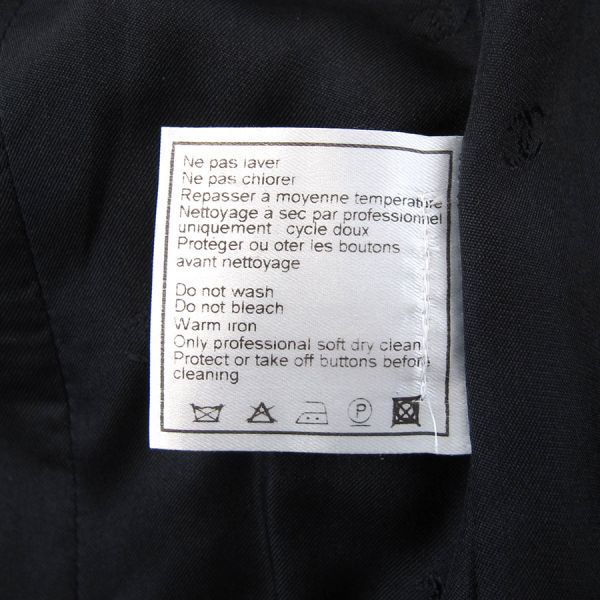 Ne pas laver
Ne pas chlorer
Repasser a moyenne temperature
Nettoyage a sec par professionnel
uniquement cycle doux
Protéger ou oter les boutons
avant nettoyage
Do not wash
Do not bleach
Warm iron
Only professional soft dry clean
Protect or take off buttons before
cleaning
P